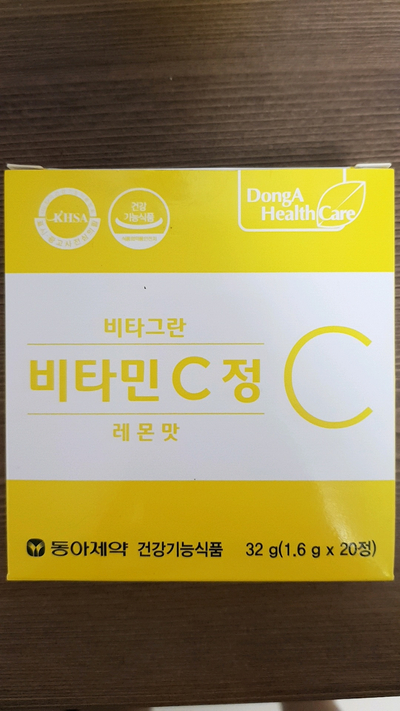 KHSA
건강
기능식품
DongA
Health Care
비타그란
비타민 C 정
C
레몬 맛
동아제약 건강기능식품 32 g(1.6 g x 20정)